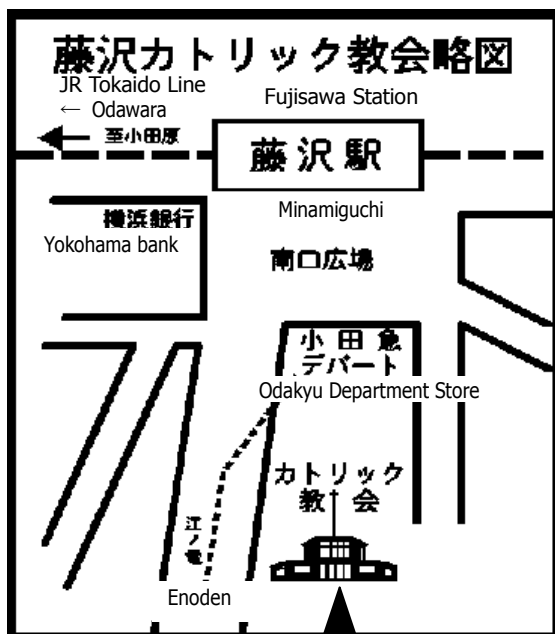 藤沢カトリック教会略図
JR Tokaido Line
← Odawara
至小田原
Fujisawa Station
藤沢駅
横浜銀行
Yokohama bank
Minamiguchi
南口広場
小田急
デパート
Odakyu Department Store
カトリック
教会
江ノ電
Enoden